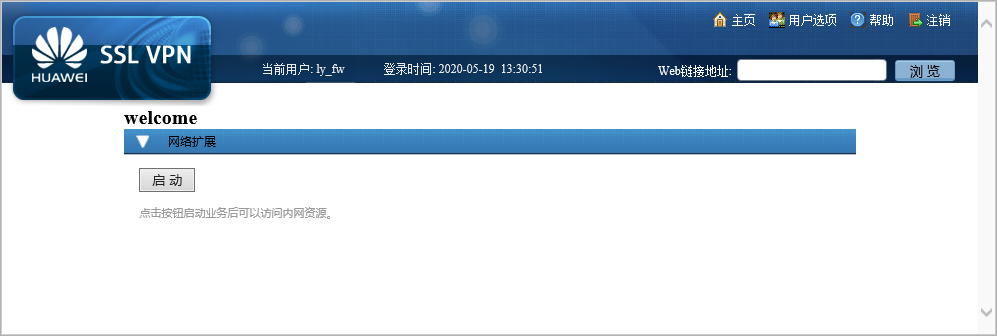 主页 用户选项 帮助 注销
HUAWEI SSL VPN
当前用户: ly_fw 登录时间: 2020-05-19 13:30:51 Web链接地址: 浏 览
welcome
网络扩展
启 动
点击按钮启动业务后可以访问内网资源。